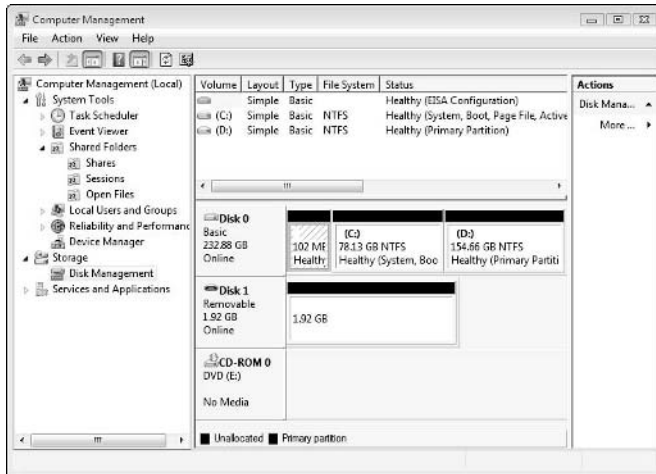 Computer Management
File Action View Help
Computer Management (Local)
System Tools
Task Scheduler
Event Viewer
Shared Folders
Shares
Sessions
Open Files
Local Users and Groups
Reliability and Performanc
Device Manager
Storage
Disk Management
Services and Applications
Volume Layout Type File System Status
Simple Basic Healthy (EISA Configuration)
(C:) Simple Basic NTFS Healthy (System, Boot, Page File, Active
(D:) Simple Basic NTFS Healthy (Primary Partition)
Disk 0
Basic
232.88 GB
Online
102 ME
Healthy
(C:)
78.13 GB NTFS
Healthy (System, Boo
(D:)
154.66 GB NTFS
Healthy (Primary Partiti
Disk 1
Removable
1.92 GB
Online
1.92 GB
CD-ROM 0
DVD (E:)
No Media
Unallocated Primary partition
Actions
Disk Mana...
More ...